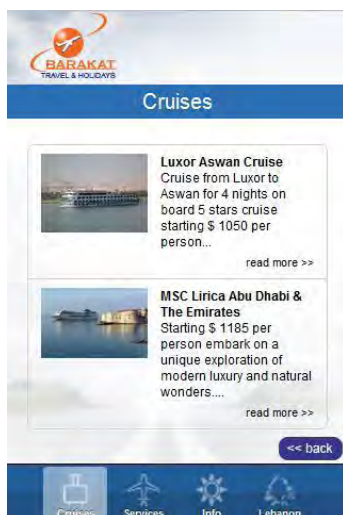 BARAKAT
TRAVEL & HOLIDAYS
Cruises
Luxor Aswan Cruise
Cruise from Luxor to
Aswan for 4 nights on
board 5 stars cruise
starting $ 1050 per
person...
read more >>
MSC Lirica Abu Dhabi &
The Emirates
Starting $ 1185 per
person embark on a
unique exploration of
modern luxury and natural
wonders....
read more >>
<< back
Cruises Services Info Lebanon